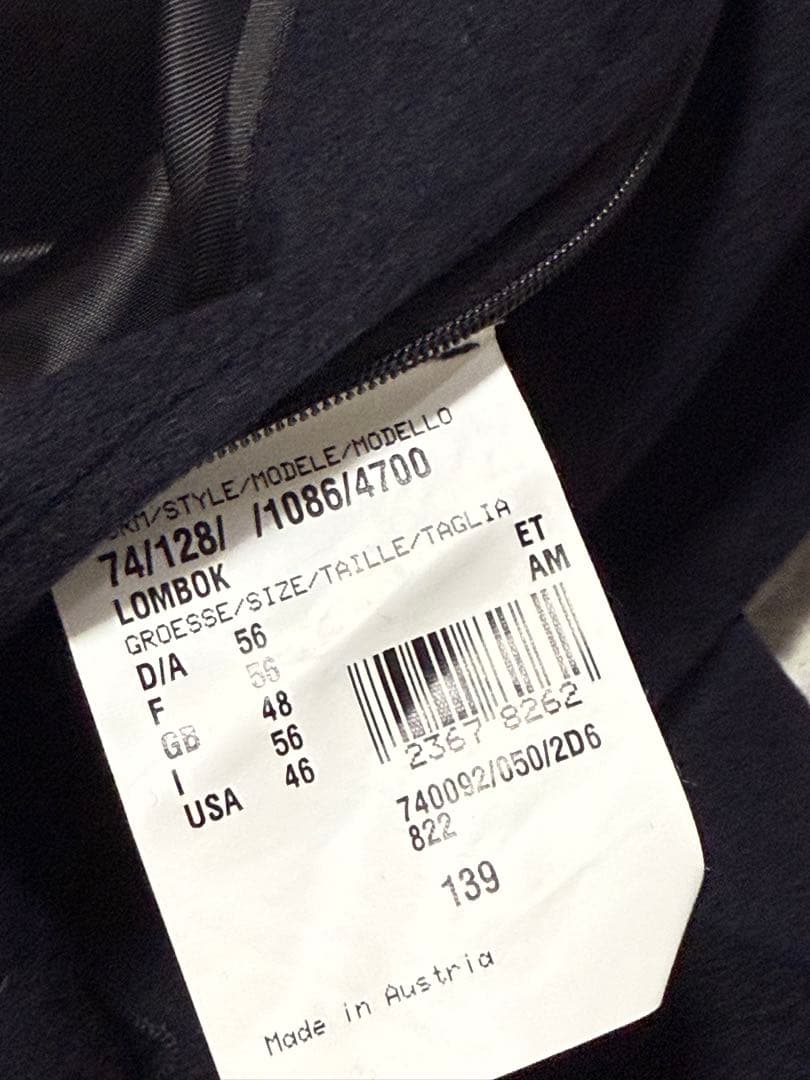 /STYLE/MODELE/MODELLO
74/128/ /1086/4700
LOMBOK
GROESSE/SIZE/TAILLE/TAGLIA
ET
AM
D/A 56
F 56
GB 48
I 56
USA 46
2367 8262
740092/050/2D6
822
139
Made in Austria